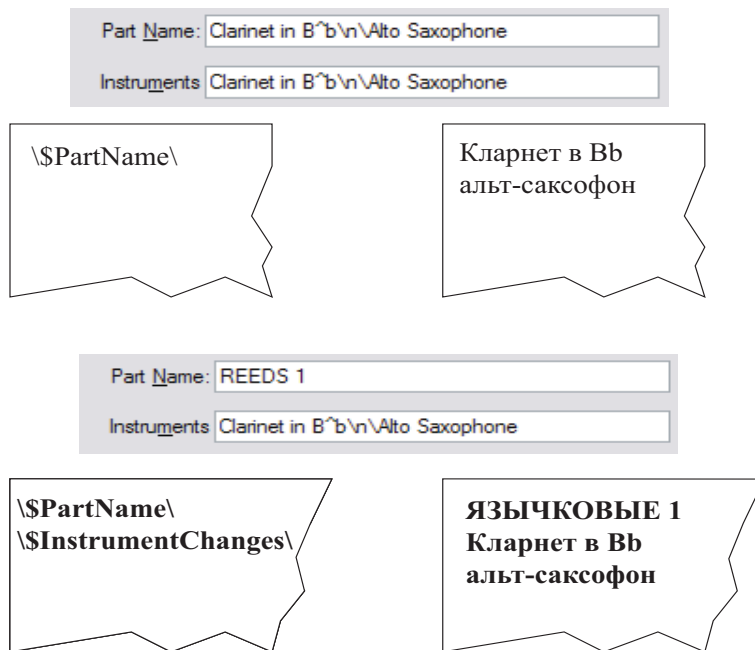 Part Name: Clarinet in B^b\n\Alto Saxophone
Instruments Clarinet in B^b\n\Alto Saxophone
\$PartName\
Кларнет в Bb
альт-саксофон
Part Name: REEDS 1
Instruments Clarinet in B^b\n\Alto Saxophone
\$PartName\
\$InstrumentChanges\
ЯЗЫЧКОВЫЕ 1
Кларнет в Bb
альт-саксофон